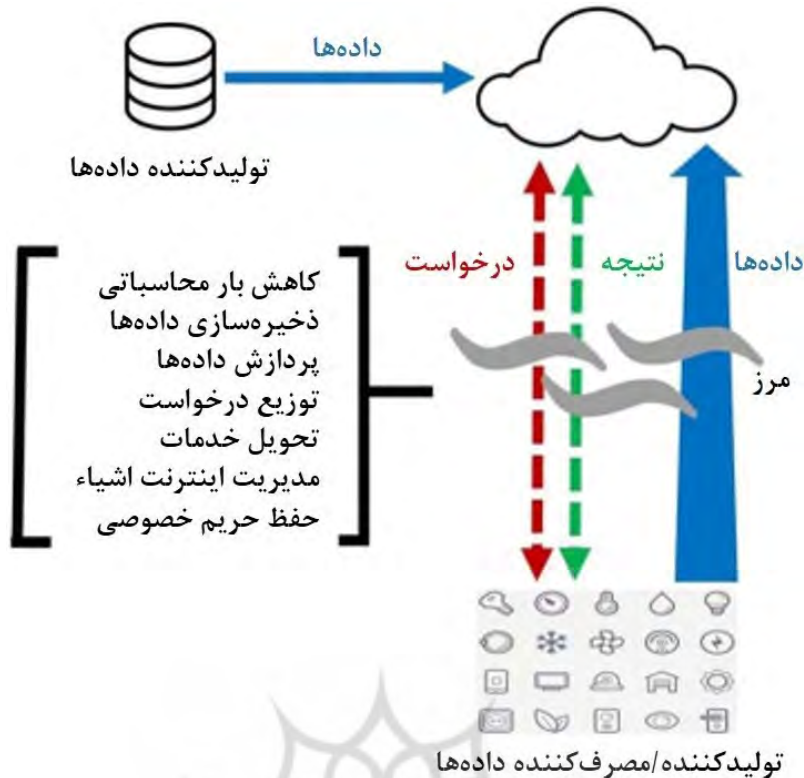 داده‌ها
تولیدکننده داده‌ها
درخواست
نتیجه
داده‌ها
مرز
کاهش بار محاسباتی
ذخیره‌سازی داده‌ها
پردازش داده‌ها
توزیع درخواست
تحویل خدمات
مدیریت اینترنت اشیاء
حفظ حریم خصوصی
تولیدکننده/مصرف‌کننده داده‌ها